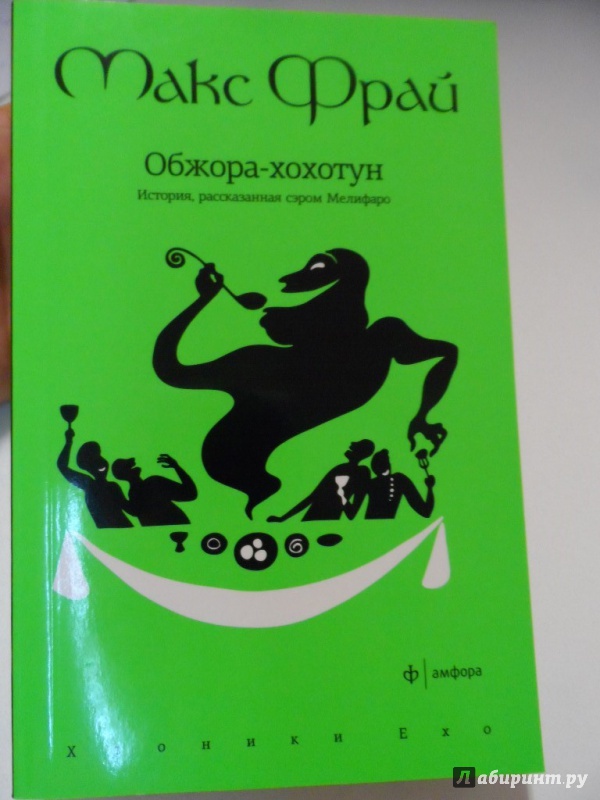 Макс Фрай
Обжора-хохотун
История, рассказанная сэром Мелифаро
ф | амфора
Хроники Ехо
Лабиринт.ру